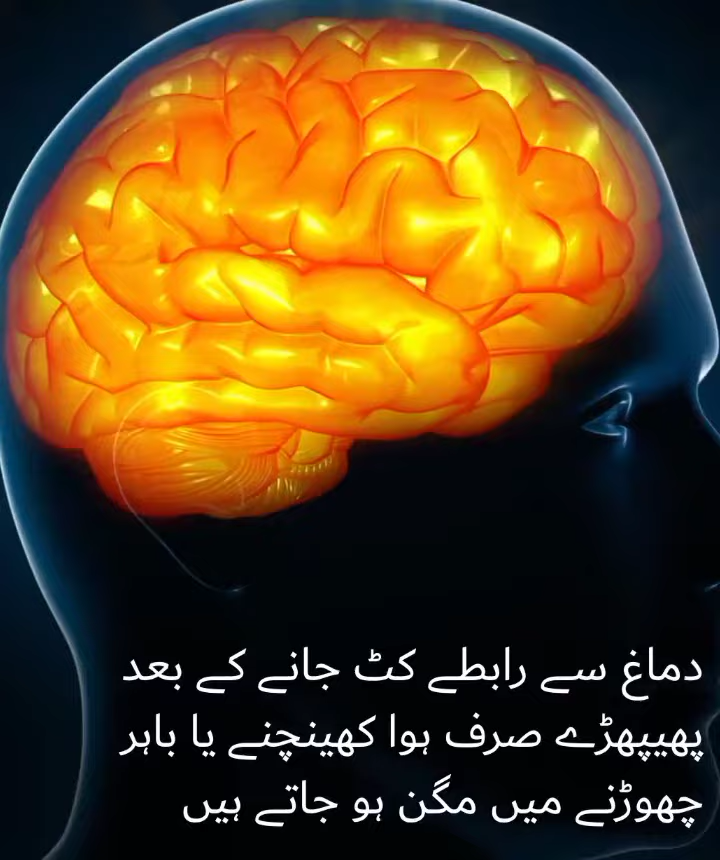 دماغ سے رابطے کٹ جانے کے بعد
پھیپھڑے صرف ہوا کھینچنے یا باہر
چھوڑنے میں مگن ہو جاتے ہیں